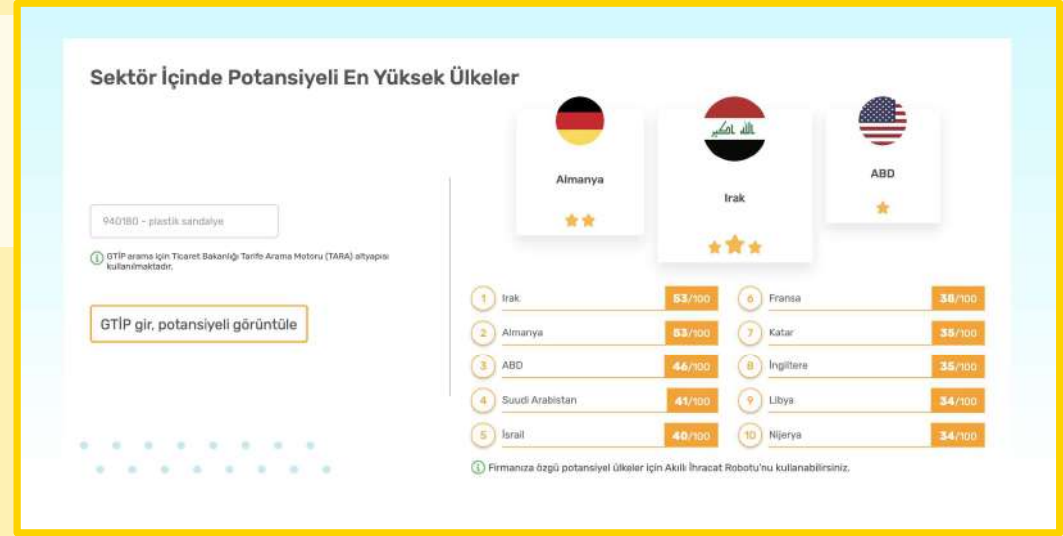 Sektör İçinde Potansiyeli En Yüksek Ülkeler
940180 - plastik sandalye
GTİP arama için Ticaret Bakanlığı Tarife Arama Motoru (TARA) altyapısı
kullanılmaktadır.
GTİP gir, potansiyeli görüntüle
Almanya
الله اكبر
Irak
ABD
1 Irak 53/100
2 Almanya 53/100
3 ABD 46/100
4 Suudi Arabistan 41/100
5 İsrail 40/100
6 Fransa 36/100
7 Katar 35/100
8 İngiltere 35/100
9 Libya 34/100
10 Nijerya 34/100
Firmanıza özgü potansiyel ülkeler için Akıllı İhracat Robotu'nu kullanabilirsiniz.